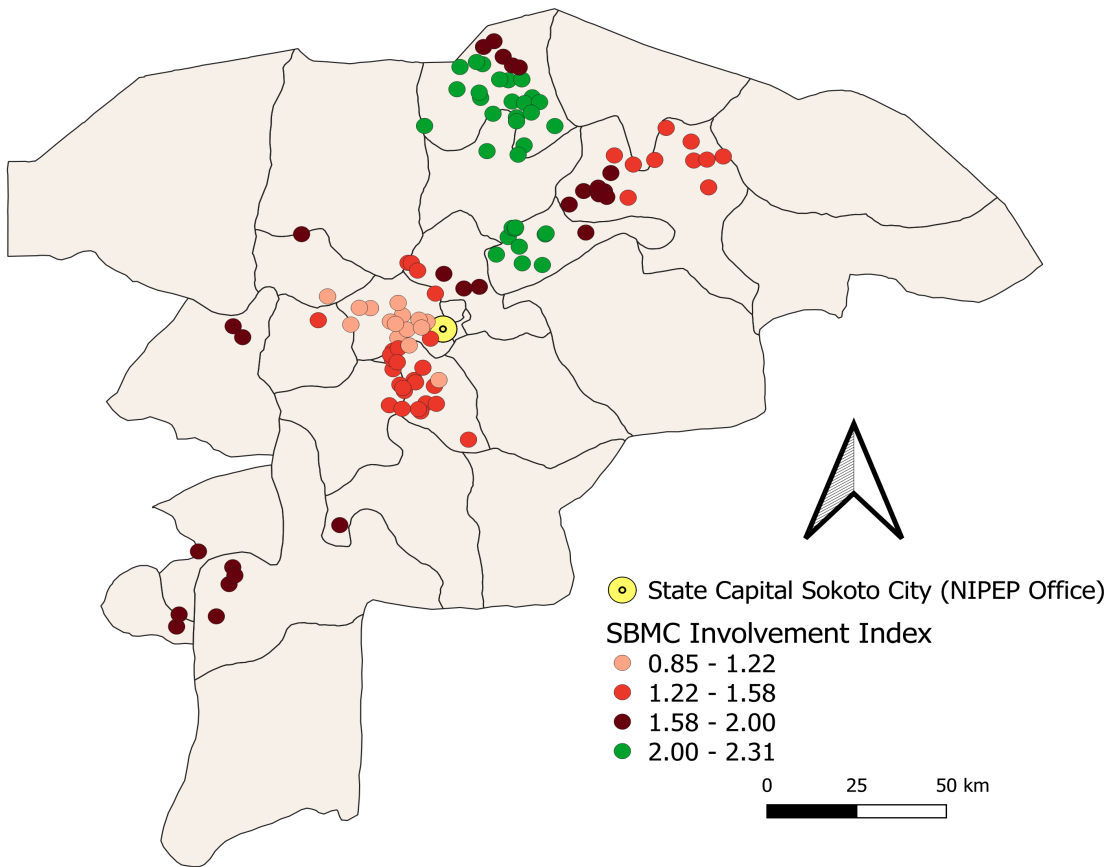 State Capital Sokoto City (NIPEP Office)
SBMC Involvement Index
0.85 - 1.22
1.22 - 1.58
1.58 - 2.00
2.00 - 2.31
0 25 50 km